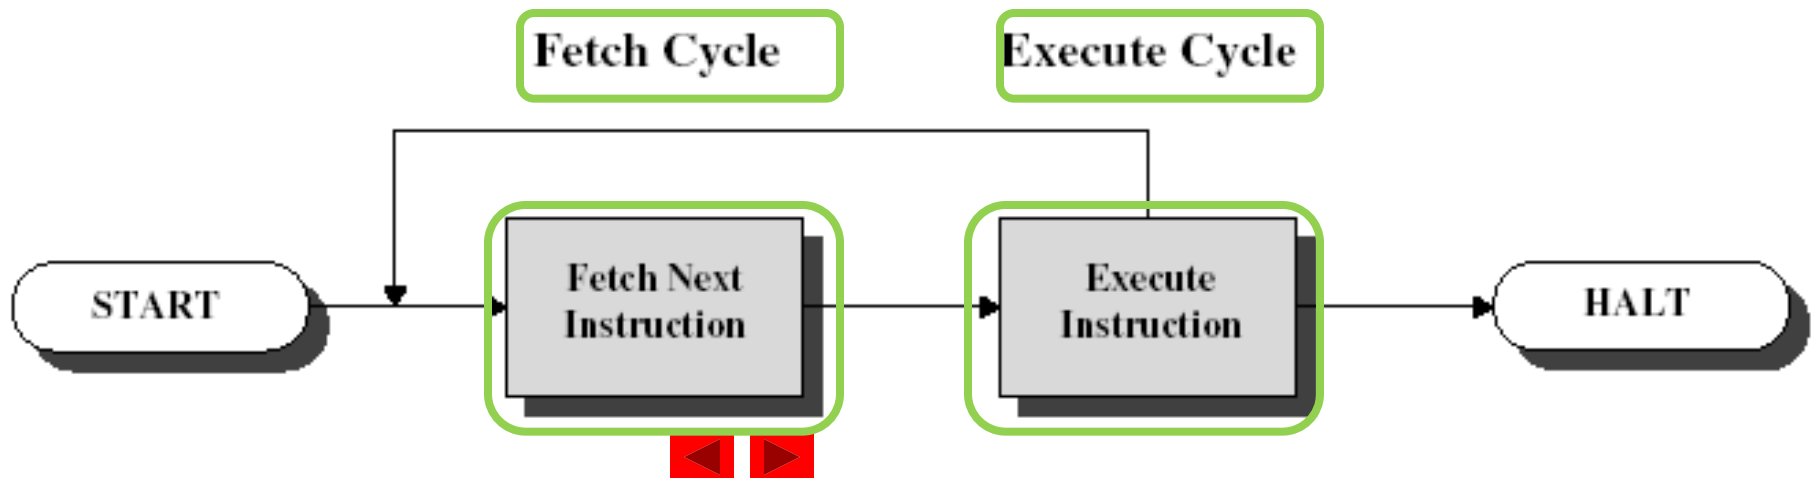 Fetch Cycle
Execute Cycle
START
Fetch Next
Instruction
Execute
Instruction
HALT